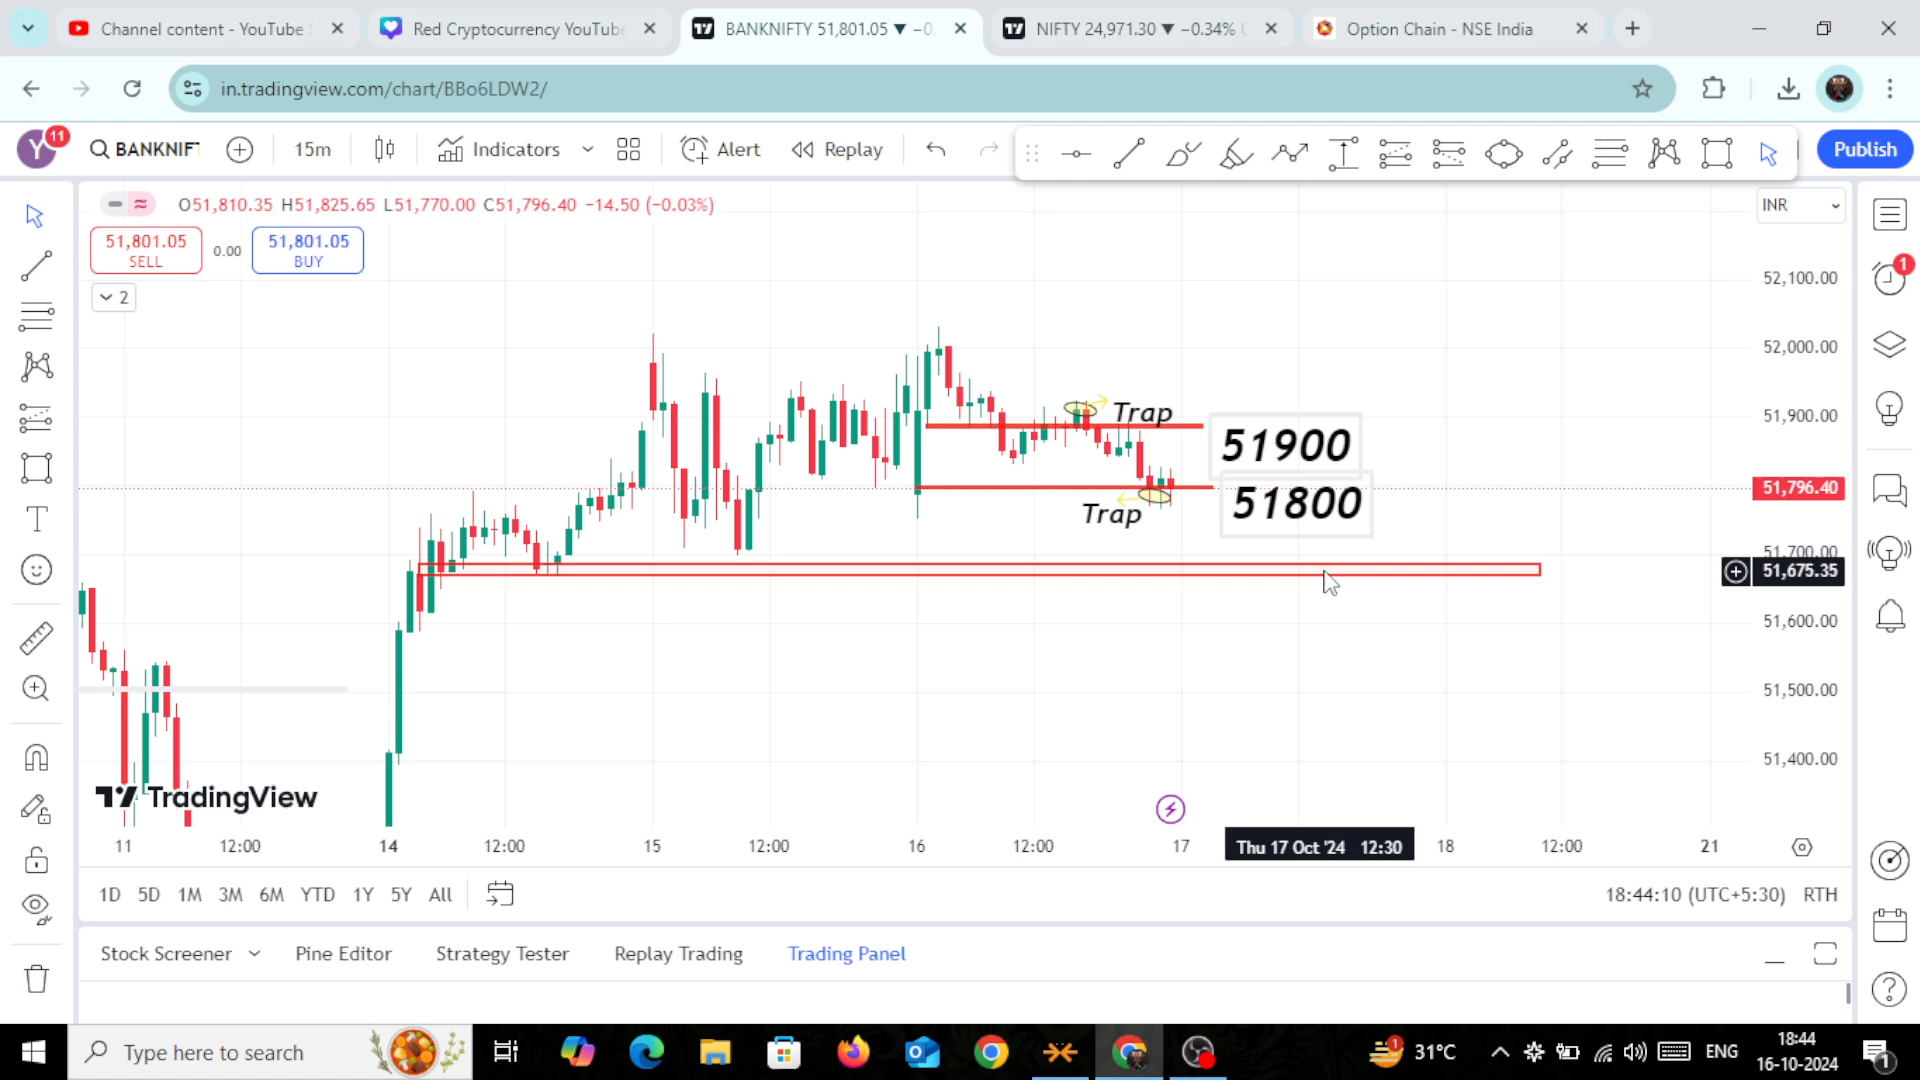 Channel content - YouTube S
Red Cryptocurrency YouTube
BANKNIFTY 51,801.05 ▼ −0.
NIFTY 24,971.30 ▼ −0.34% U
Option Chain - NSE India
in.tradingview.com/chart/BBo6LDW2/
Y
11
BANKNIFT
15m
Indicators
Alert
Replay
Publish
O51,810.35 H51,825.65 L51,770.00 C51,796.40 −14.50 (−0.03%)
INR
51,801.05
SELL
0.00
51,801.05
BUY
2
52,100.00
52,000.00
51,900.00
51,796.40
51,700.00
51,675.35
51,600.00
51,500.00
51,400.00
Trap
51900
51800
Trap
1
TradingView
11
12:00
14
12:00
15
12:00
16
12:00
17
Thu 17 Oct '24 12:30
18
12:00
21
1D 5D 1M 3M 6M YTD 1Y 5Y All
18:44:10 (UTC+5:30) RTH
Stock Screener
Pine Editor
Strategy Tester
Replay Trading
Trading Panel
Type here to search
1
31°C
ENG
18:44
16-10-2024
1